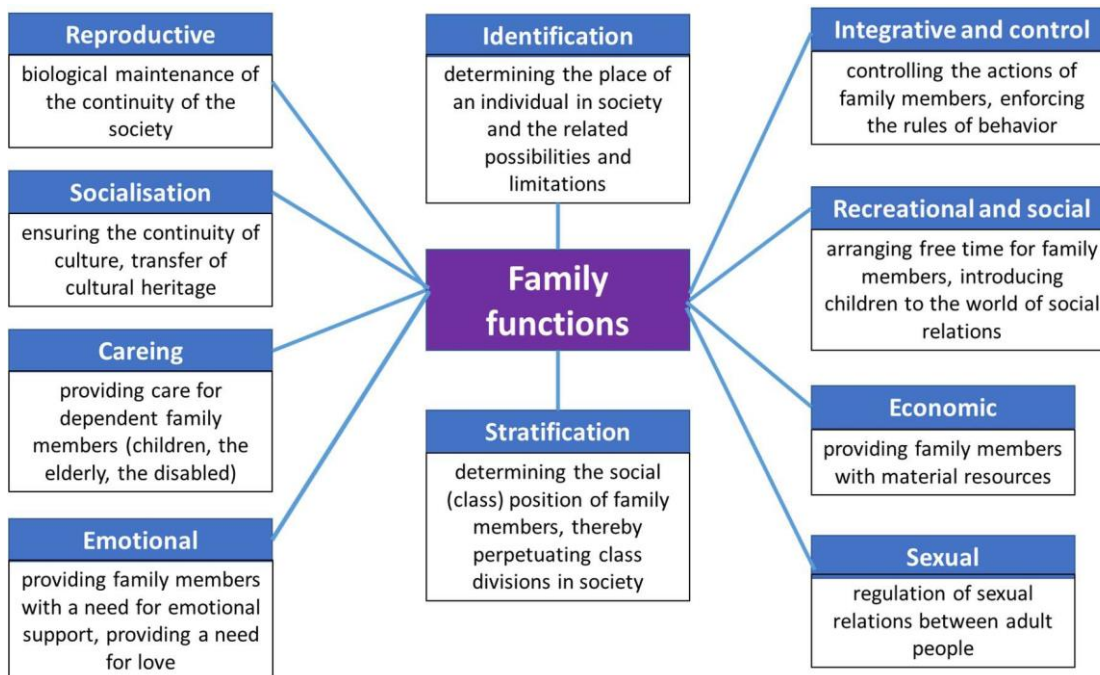 Reproductive
biological maintenance of
the continuity of the
society
Socialisation
ensuring the continuity of
culture, transfer of
cultural heritage
Careing
providing care for
dependent family
members (children, the
elderly, the disabled)
Emotional
providing family members
with a need for emotional
support, providing a need
for love
Identification
determining the place of
an individual in society
and the related
possibilities and
limitations
Family
functions
Stratification
determining the social
(class) position of family
members, thereby
perpetuating class
divisions in society
Integrative and control
controlling the actions of
family members, enforcing
the rules of behavior
Recreational and social
arranging free time for family
members, introducing
children to the world of social
relations
Economic
providing family members
with material resources
Sexual
regulation of sexual
relations between adult
people